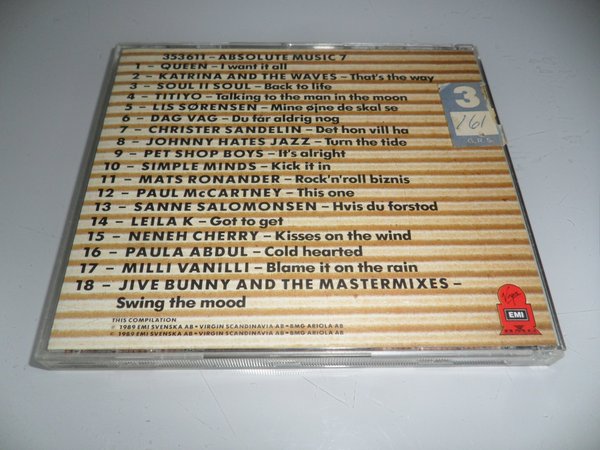 353611 – ABSOLUTE MUSIC 7
1 – QUEEN – I want it all
2 – KATRINA AND THE WAVES – That's the way
3 – SOUL II SOUL – Back to life
4 – TITIYO – Talking to the man in the moon
5 – LIS SØRENSEN – Mine øjne de skal se
6 – DAG VAG – Du får aldrig nog
7 – CHRISTER SANDELIN – Det hon vill ha
8 – JOHNNY HATES JAZZ – Turn the tide
9 – PET SHOP BOYS – It's alright
10 – SIMPLE MINDS – Kick it in
11 – MATS RONANDER – Rock'n'roll biznis
12 – PAUL McCARTNEY – This one
13 – SANNE SALOMONSEN – Hvis du forstod
14 – LEILA K – Got to get
15 – NENEH CHERRY – Kisses on the wind
16 – PAULA ABDUL – Cold hearted
17 – MILLI VANILLI – Blame it on the rain
18 – JIVE BUNNY AND THE MASTERMIXES –
Swing the mood
THIS COMPILATION
℗ 1989 EMI SVENSKA AB • VIRGIN SCANDINAVIA AB • BMG ARIOLA AB
© 1989 EMI SVENSKA AB • VIRGIN SCANDINAVIA AB • BMG ARIOLA AB
3
161
Virgin
EMI